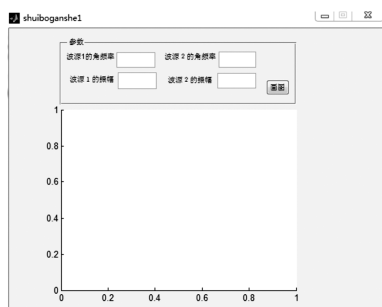 shuiboganshe1
参数
波源1的角频率 波源 2 的角频率
波源 1 的振幅 波源 2 的振幅
画图
1
0.8
0.6
0.4
0.2
0
0 0.2 0.4 0.6 0.8 1